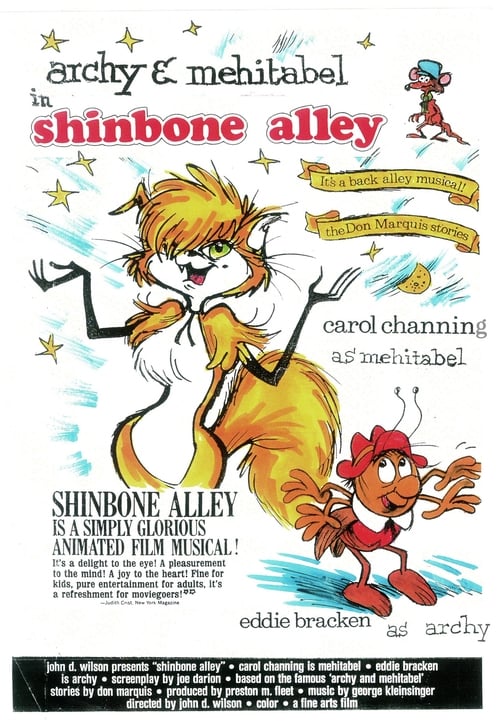 archy & mehitabel
in
shinbone alley
It's a back alley musical!
the Don Marquis stories
carol channing
as mehitabel
SHINBONE ALLEY
IS A SIMPLY GLORIOUS
ANIMATED FILM MUSICAL!
It's a delight to the eye! A pleasurement
to the mind! A joy to the heart! Fine for
kids, pure entertainment for adults, it's
a refreshment for moviegoers!"
—Judith Crist, New York Magazine
eddie bracken
as archy
john d. wilson presents "shinbone alley" • carol channing is mehitabel • eddie bracken
is archy • screenplay by joe darion • based on the famous 'archy and mehitabel'
stories by don marquis • produced by preston m. fleet • music by george kleinsinger
directed by john d. wilson • color • a fine arts film